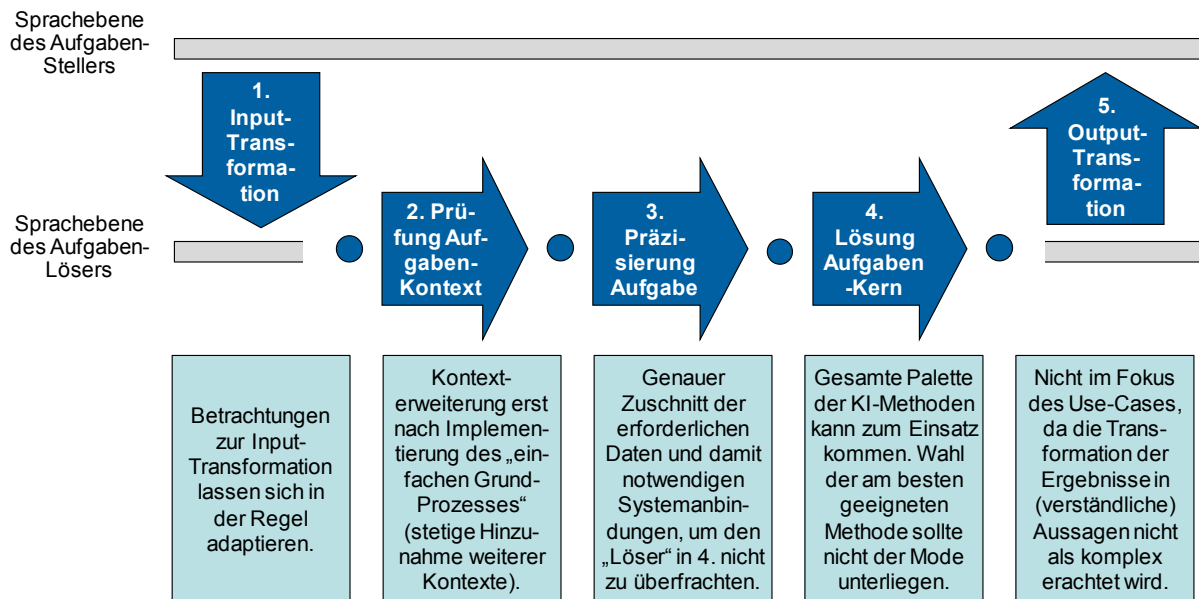 Sprachebene
des Aufgaben-
Stellers
1.
Input-
Trans-
forma-
tion
5.
Output-
Trans-
forma-
tion
Sprachebene
des Aufgaben-
Lösers
2. Prü-
fung Auf-
gaben-
Kontext
3.
Präzi-
sierung
Aufgabe
4.
Lösung
Aufgaben
-Kern
Betrachtungen
zur Input-
Transformation
lassen sich in
der Regel
adaptieren.
Kontext-
erweiterung erst
nach Implemen-
tierung des „ein-
fachen Grund-
Prozesses“
(stetige Hinzu-
nahme weiterer
Kontexte).
Genauer
Zuschnitt der
erforderlichen
Daten und damit
notwendigen
Systemanbin-
dungen, um den
„Löser“ in 4. nicht
zu überfrachten.
Gesamte Palette
der KI-Methoden
kann zum Einsatz
kommen. Wahl
der am besten
geeigneten
Methode sollte
nicht der Mode
unterliegen.
Nicht im Fokus
des Use-Cases,
da die Trans-
formation der
Ergebnisse in
(verständliche)
Aussagen nicht
als komplex
erachtet wird.